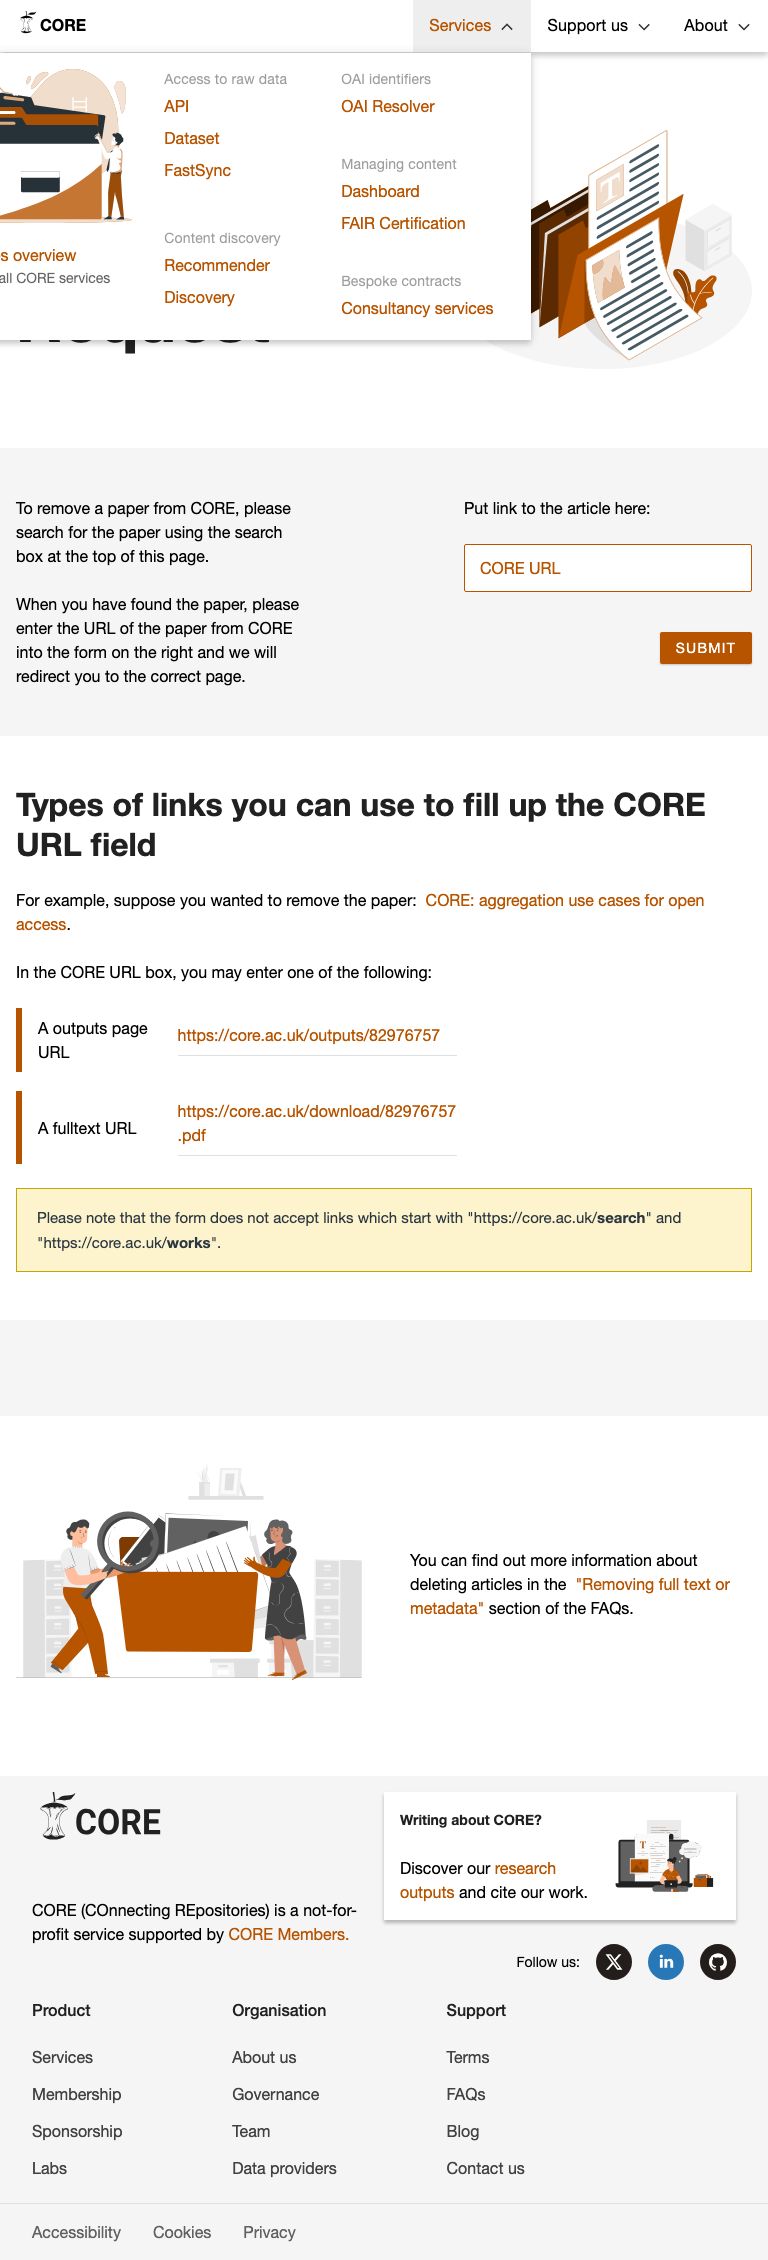 CORE
Services
Support us
About
s overview
all CORE services
Access to raw data
API
Dataset
FastSync
Content discovery
Recommender
Discovery
OAI identifiers
OAI Resolver
Managing content
Dashboard
FAIR Certification
Bespoke contracts
Consultancy services
To remove a paper from CORE, please
search for the paper using the search
box at the top of this page.
When you have found the paper, please
enter the URL of the paper from CORE
into the form on the right and we will
redirect you to the correct page.
Put link to the article here:
CORE URL
SUBMIT
Types of links you can use to fill up the CORE
URL field
For example, suppose you wanted to remove the paper: CORE: aggregation use cases for open
access.
In the CORE URL box, you may enter one of the following:
A outputs page
URL
https://core.ac.uk/outputs/82976757
A fulltext URL
https://core.ac.uk/download/82976757
.pdf
Please note that the form does not accept links which start with "https://core.ac.uk/search" and
"https://core.ac.uk/works".
You can find out more information about
deleting articles in the "Removing full text or
metadata" section of the FAQs.
CORE
CORE (COnnecting REpositories) is a not-for-
profit service supported by CORE Members.
Writing about CORE?
Discover our research
outputs and cite our work.
Follow us:
Product
Services
Membership
Sponsorship
Labs
Organisation
About us
Governance
Team
Data providers
Support
Terms
FAQs
Blog
Contact us
Accessibility
Cookies
Privacy